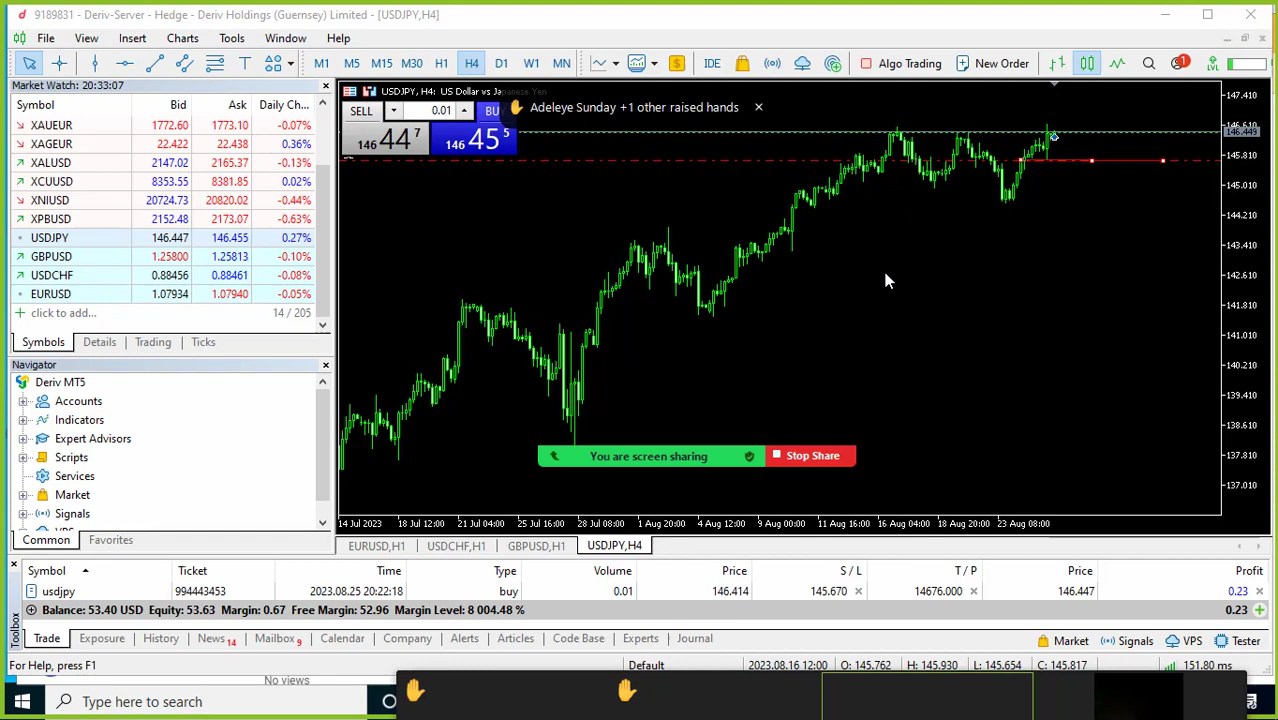 9189831 - Deriv-Server - Hedge - Deriv Holdings (Guernsey) Limited - [USDJPY,H4]
File View Insert Charts Tools Window Help
M1 M5 M15 M30 H1 H4 D1 W1 MN IDE Algo Trading New Order 1 LVL
Market Watch: 20:33:07
Symbol Bid Ask Daily Ch...
XAUEUR 1772.60 1773.10 -0.07%
XAGEUR 22.422 22.438 0.36%
XALUSD 2147.02 2165.13 -0.13%
XCUUSD 8353.55 8381.85 0.02%
XNIUSD 20724.73 20820.02 -0.44%
XPBUSD 2152.48 2173.07 -0.63%
USDJPY 146.447 146.455 0.27%
GBPUSD 1.25800 1.25813 -0.10%
USDCHF 0.88456 0.88461 -0.08%
EURUSD 1.07934 1.07940 -0.05%
click to add... 14 / 205
Symbols Details Trading Ticks
Navigator
Deriv MT5
Accounts
Indicators
Expert Advisors
Scripts
Services
Market
Signals
VPS
Common Favorites
USDJPY, H4: US Dollar vs Japanese Yen
SELL 0.01 BU
Adeleye Sunday +1 other raised hands
146 44 7 146 45 5
147.410
146.610
146.449
145.810
145.010
144.210
143.410
142.610
141.810
141.010
140.210
139.410
138.610
137.810
137.010
You are screen sharing Stop Share
14 Jul 2023 18 Jul 12:00 21 Jul 04:00 25 Jul 16:00 28 Jul 08:00 1 Aug 20:00 4 Aug 12:00 9 Aug 00:00 11 Aug 16:00 16 Aug 04:00 18 Aug 20:00 23 Aug 08:00
EURUSD,H1 USDCHF,H1 GBPUSD,H1 USDJPY,H4
Symbol Ticket Time Type Volume Price S / L T / P Price Profit
usdjpy 994443453 2023.08.25 20:22:18 buy 0.01 146.414 145.670 14676.000 146.447 0.23
Balance: 53.40 USD Equity: 53.63 Margin: 0.67 Free Margin: 52.96 Margin Level: 8 004.48 % 0.23
Toolbox
Trade Exposure History News 14 Mailbox 9 Calendar Company Alerts Articles Code Base Experts Journal Market Signals VPS Tester
For Help, press F1 Default 2023.08.16 12:00 O: 145.762 H: 145.930 L: 145.654 C: 145.817 151.80 ms
No views
Type here to search